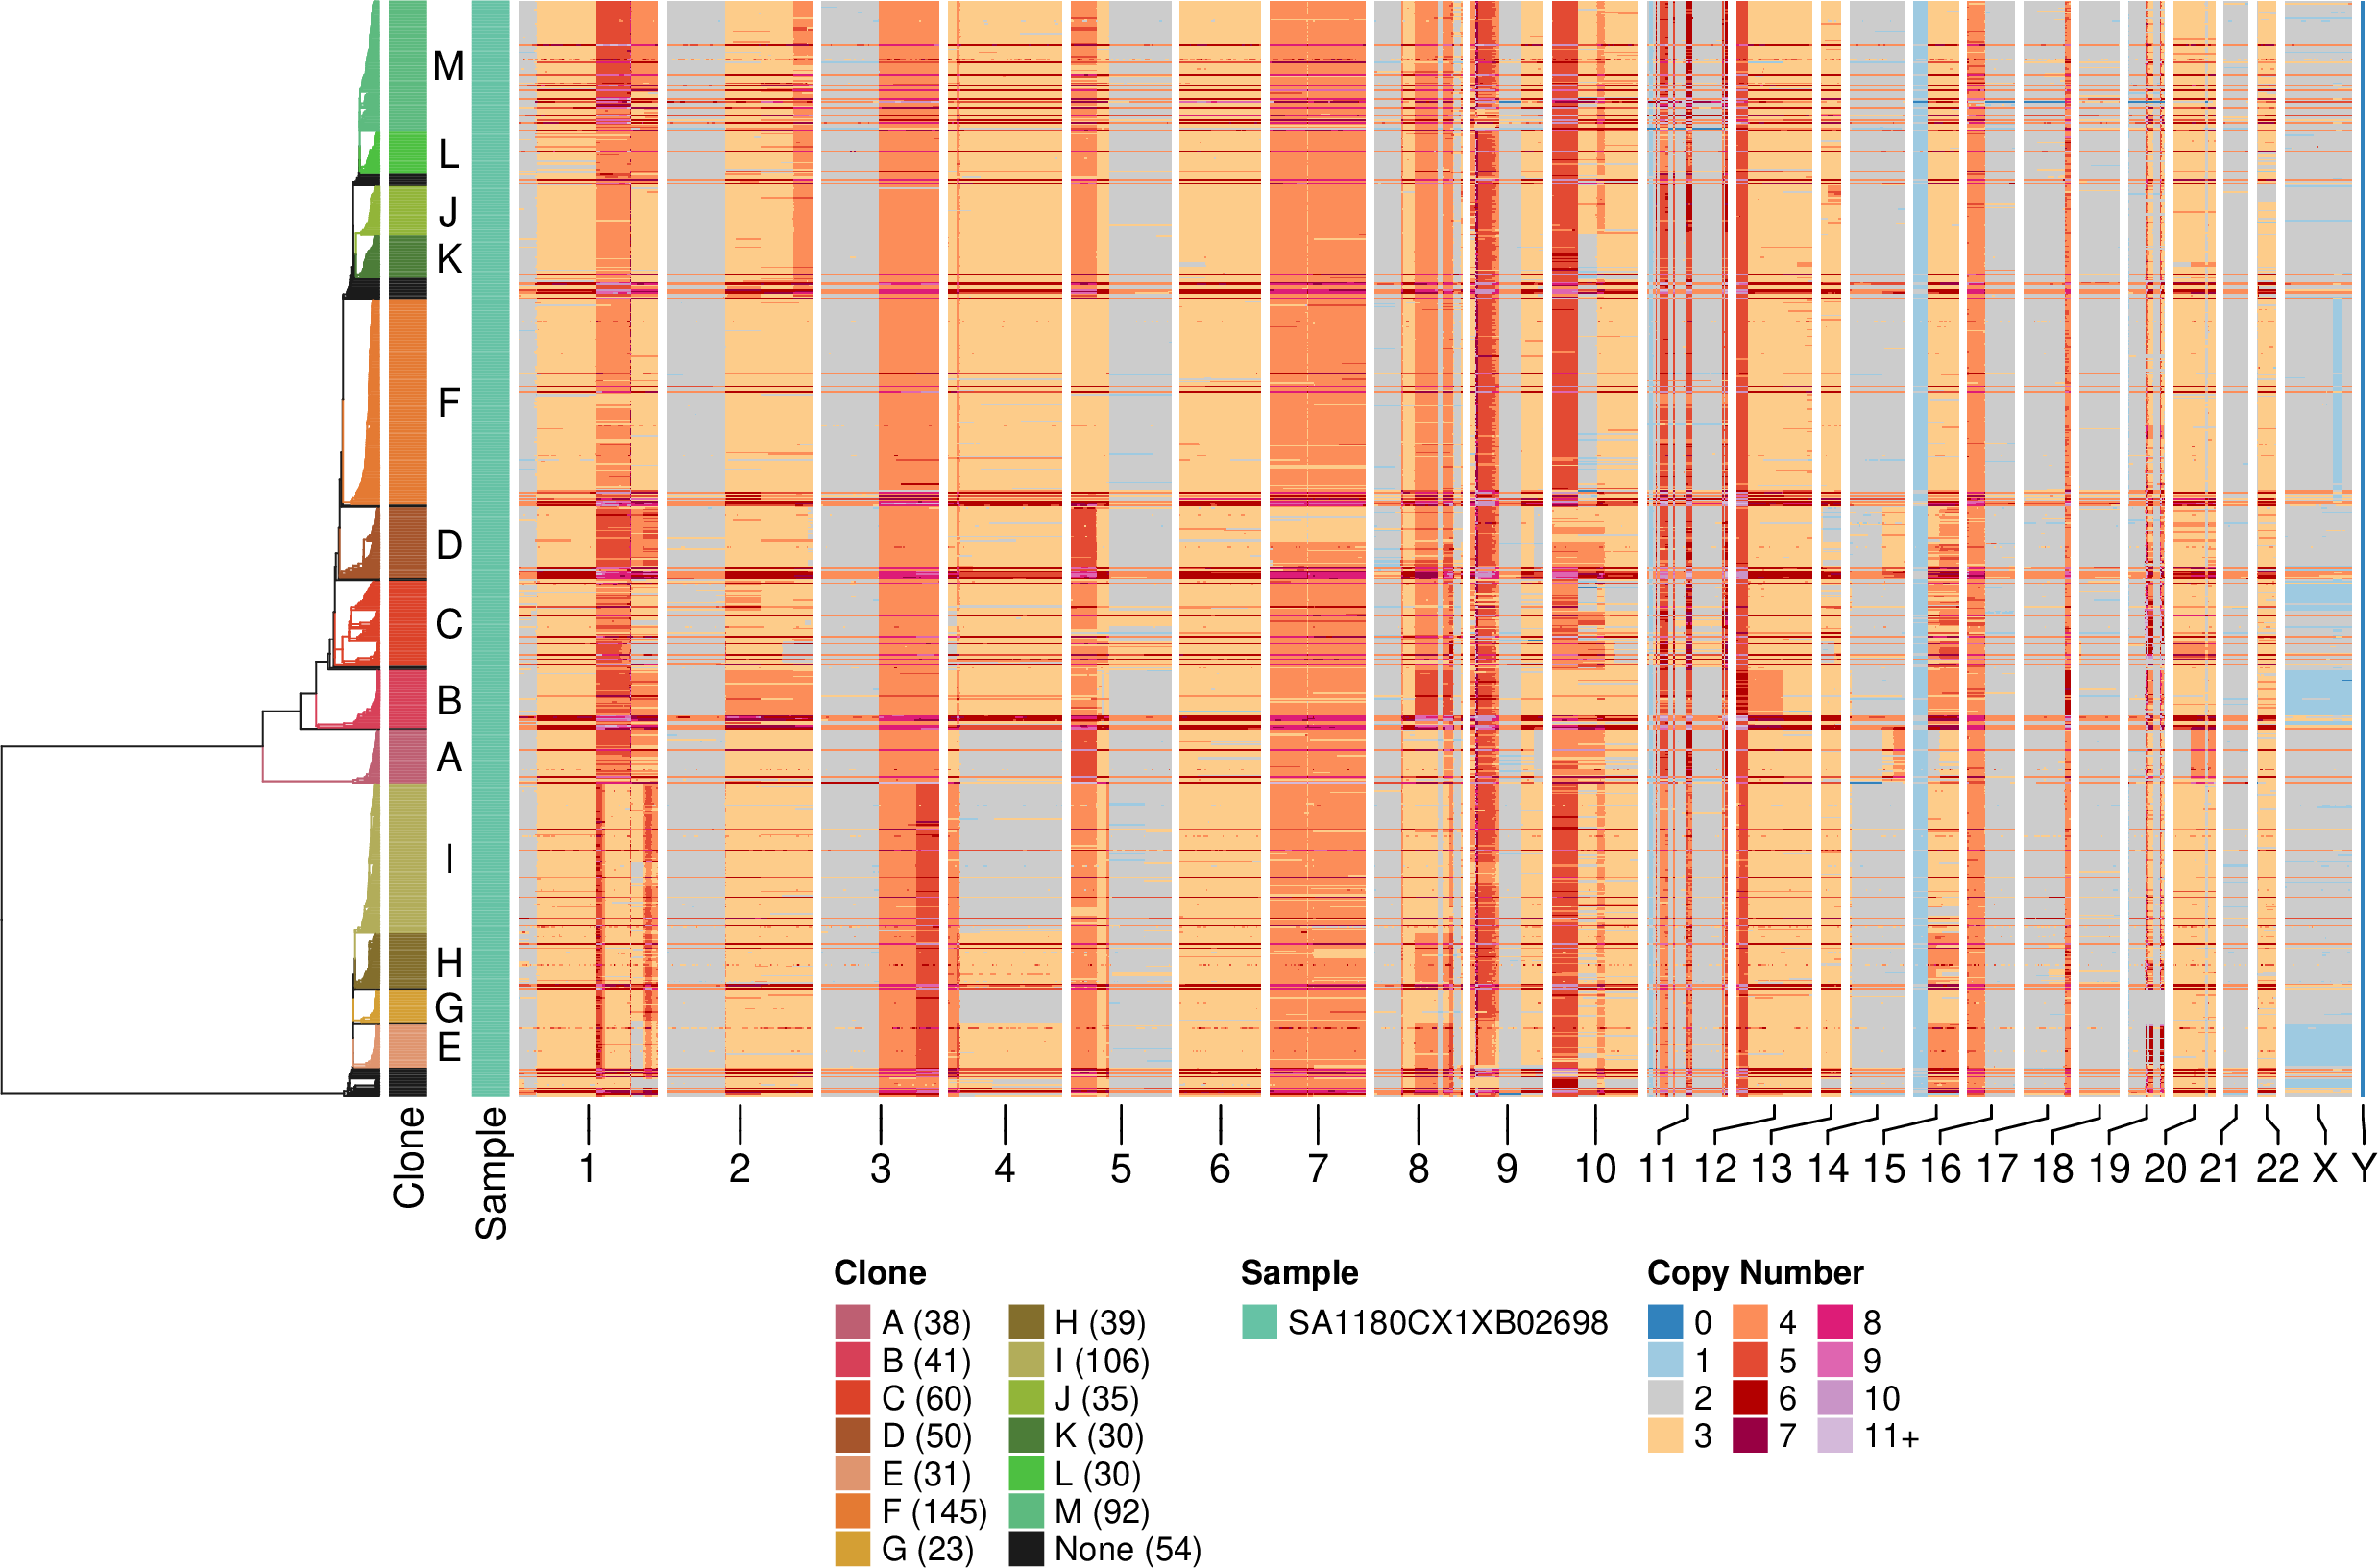 M
L
J
K
F
D
C
B
A
I
H
G
E
Clone
Sample
1 2 3 4 5 6 7 8 9 10 11 12 13 14 15 16 17 18 19 20 21 22 X Y
Clone
A (38)
B (41)
C (60)
D (50)
E (31)
F (145)
G (23)
H (39)
I (106)
J (35)
K (30)
L (30)
M (92)
None (54)
Sample
SA1180CX1XB02698
Copy Number
0
1
2
3
4
5
6
7
8
9
10
11+